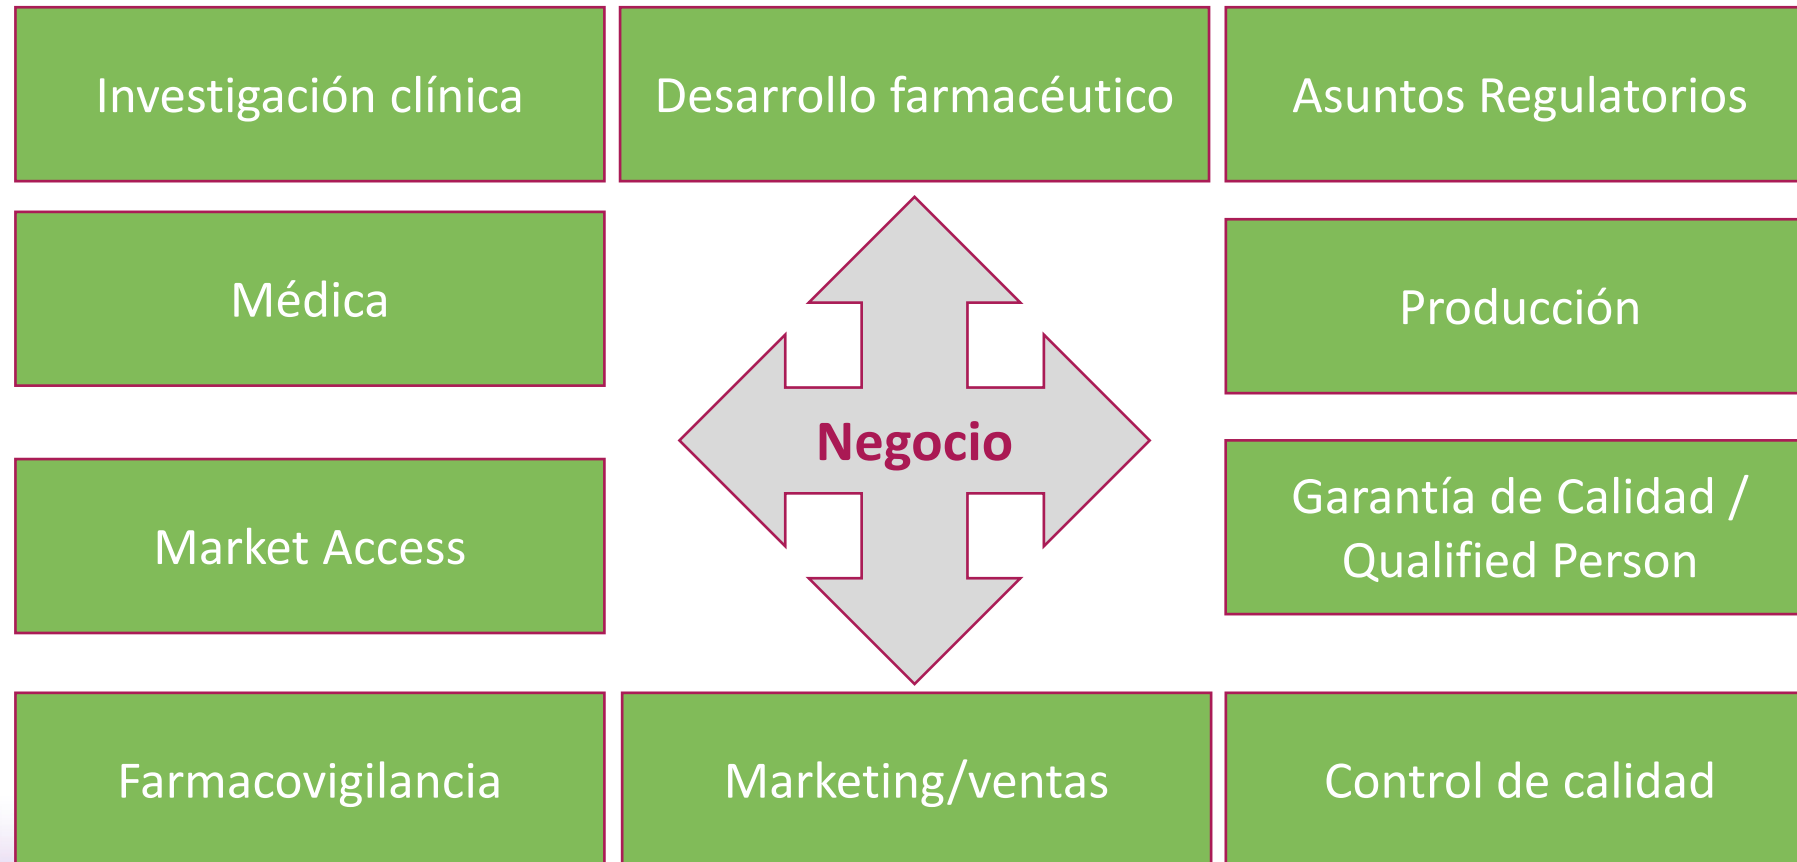 Investigación clínica
Desarrollo farmacéutico
Asuntos Regulatorios
Médica
Producción
Negocio
Market Access
Garantía de Calidad /
Qualified Person
Farmacovigilancia
Marketing/ventas
Control de calidad